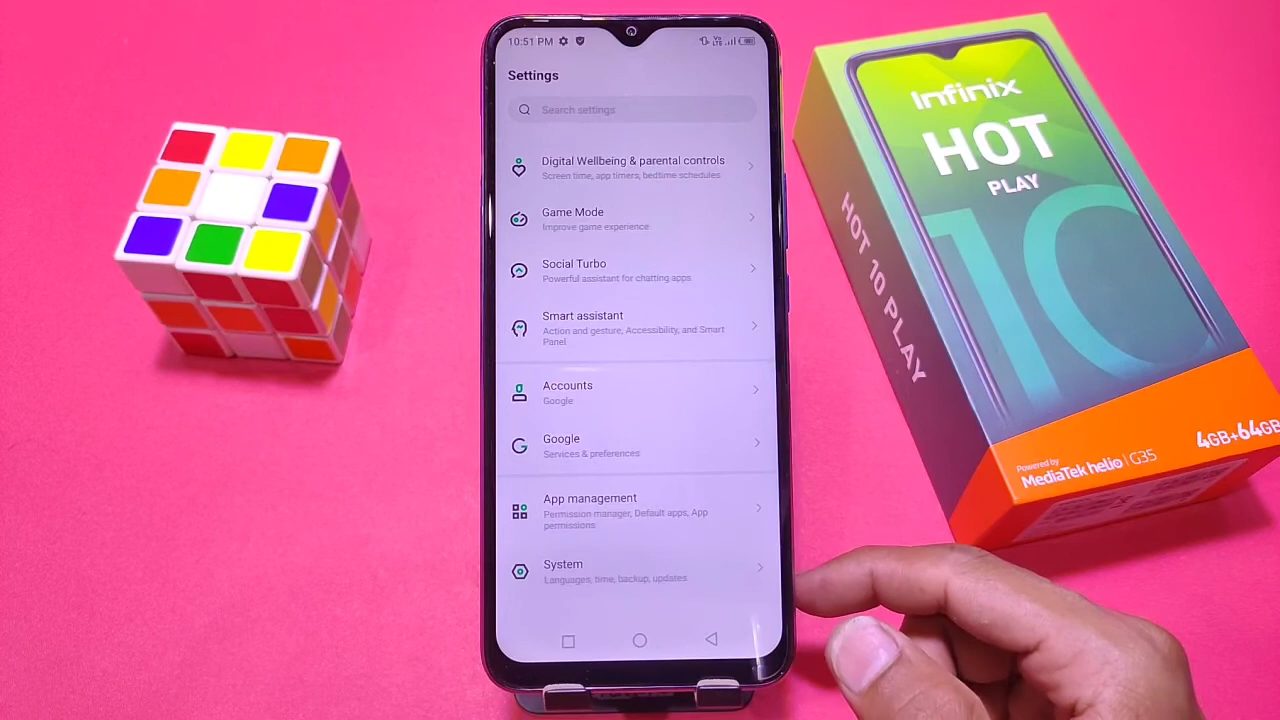 10:51 PM
Vo
LTE
Settings
Search settings
Digital Wellbeing & parental controls
Screen time, app timers, bedtime schedules
Game Mode
Improve game experience
Social Turbo
Powerful assistant for chatting apps
Smart assistant
Action and gesture, Accessibility, and Smart
Panel
Accounts
Google
Google
Services & preferences
App management
Permission manager, Default apps, App
permissions
System
Languages, time, backup, updates
Infinix
HOT
PLAY
10
HOT 10 PLAY
Powered by
MediaTek helio | G35
4GB+64GB